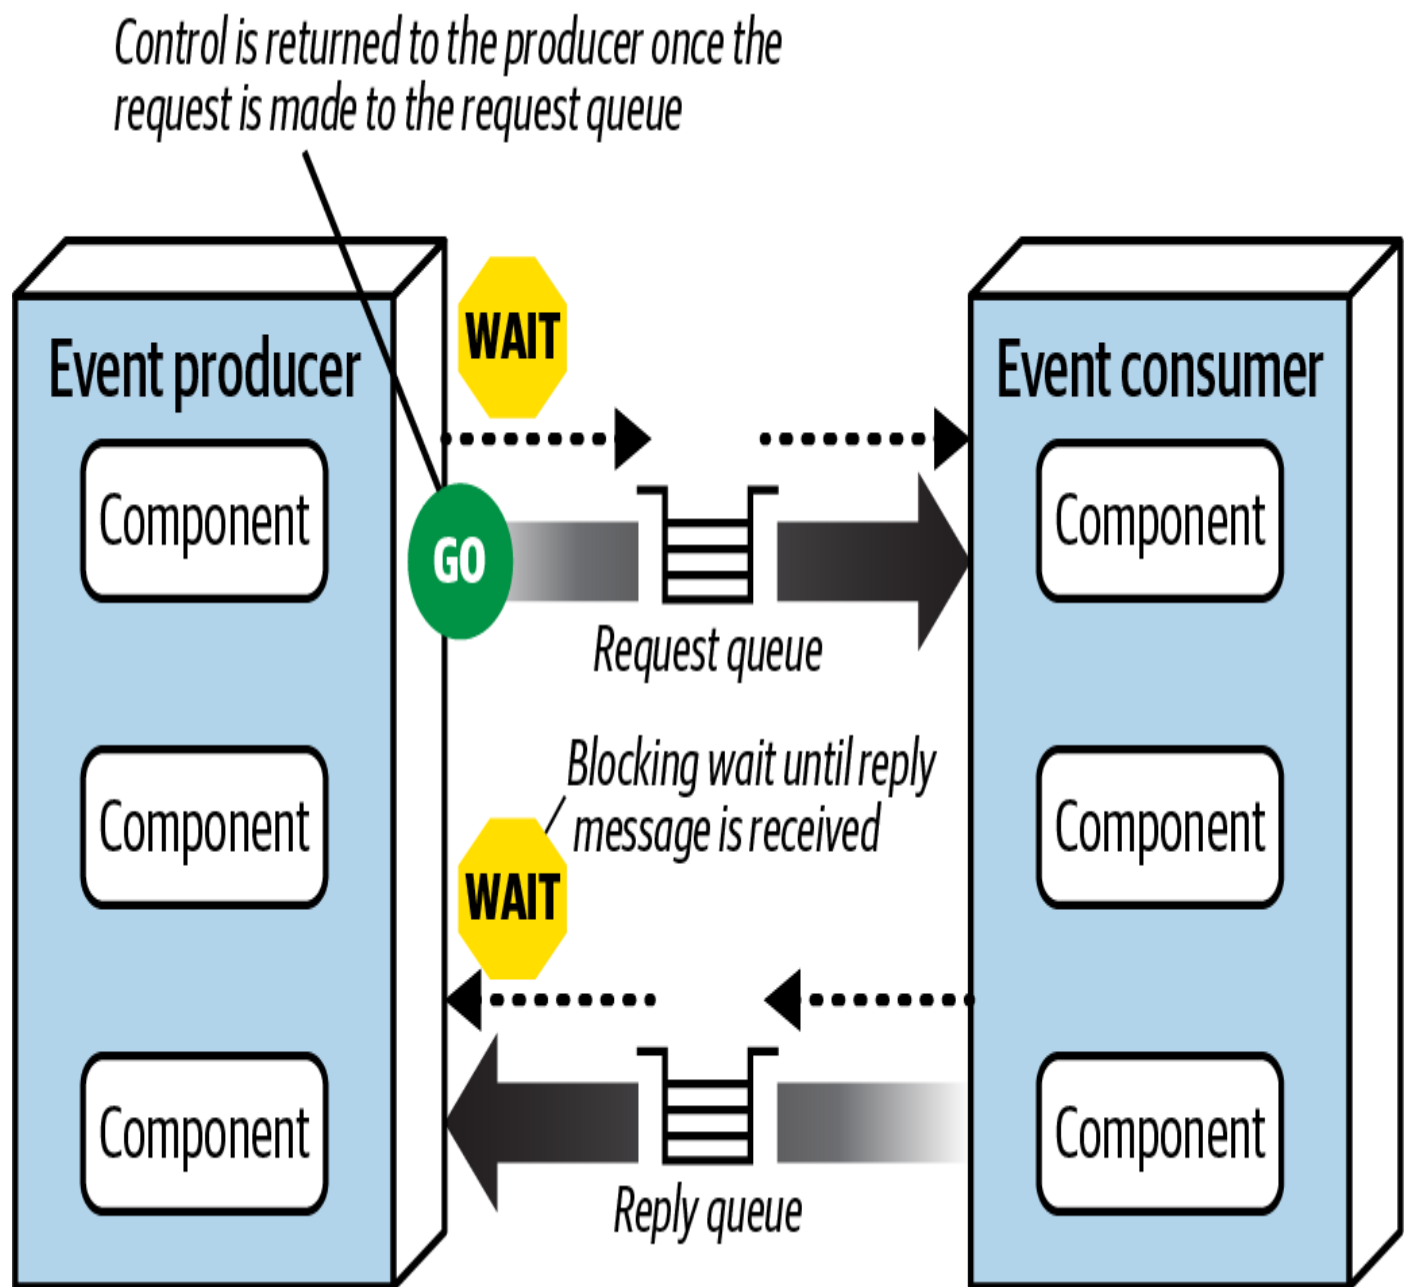 Control is returned to the producer once the
request is made to the request queue
WAIT
Event producer
Event consumer
Component
GO
Component
Request queue
Blocking wait until reply
message is received
Component
WAIT
Component
Component
Component
Reply queue